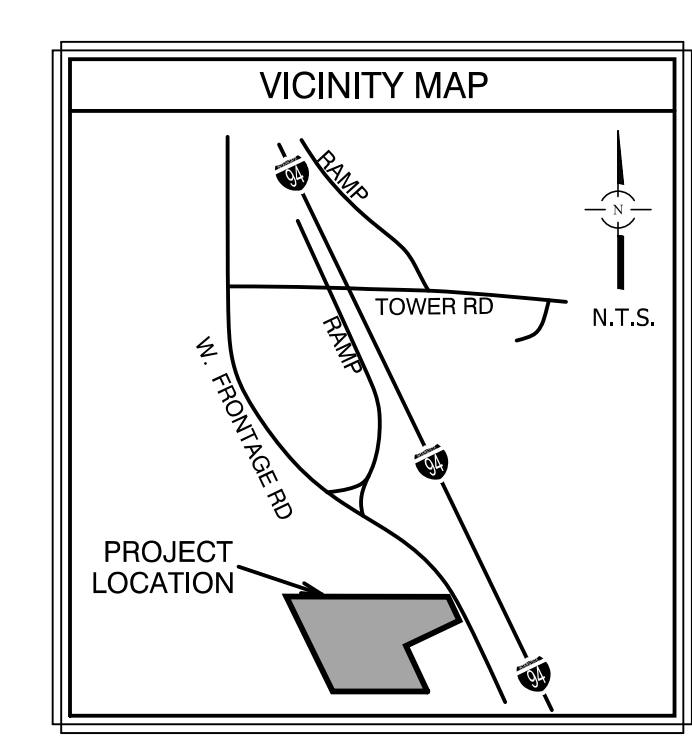 VICINITY MAP
RAMP
94
N
TOWER RD
N.T.S.
RAMP
W. FRONTAGE RD
94
PROJECT
LOCATION
94